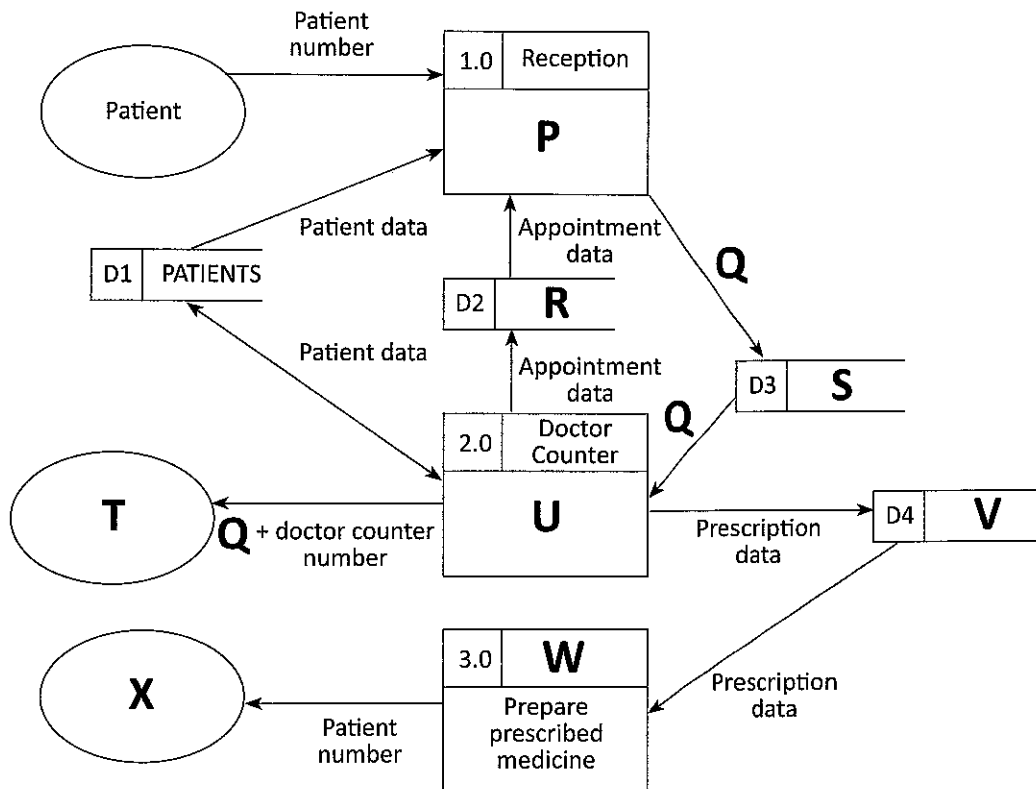 Patient
number
1.0
Reception
Patient
P
Patient data
Appointment
data
Q
D1
PATIENTS
D2
R
Patient data
Appointment
data
D3
S
Q
2.0
Doctor
Counter
T
Q + doctor counter
number
U
Prescription
data
D4
V
3.0
W
X
Patient
number
Prepare
prescribed
medicine
Prescription
data